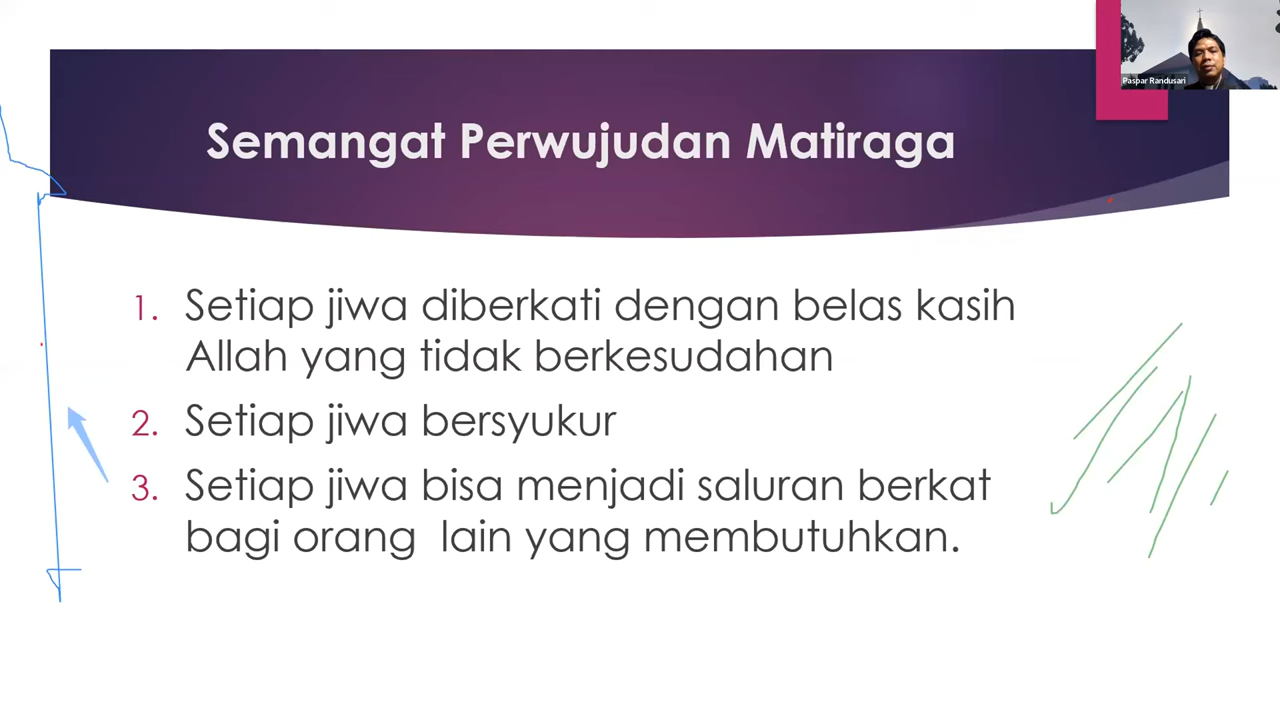 Paspar Randusari
Semangat Perwujudan Matiraga
1. Setiap jiwa diberkati dengan belas kasih
Allah yang tidak berkesudahan
2. Setiap jiwa bersyukur
3. Setiap jiwa bisa menjadi saluran berkat
bagi orang lain yang membutuhkan.